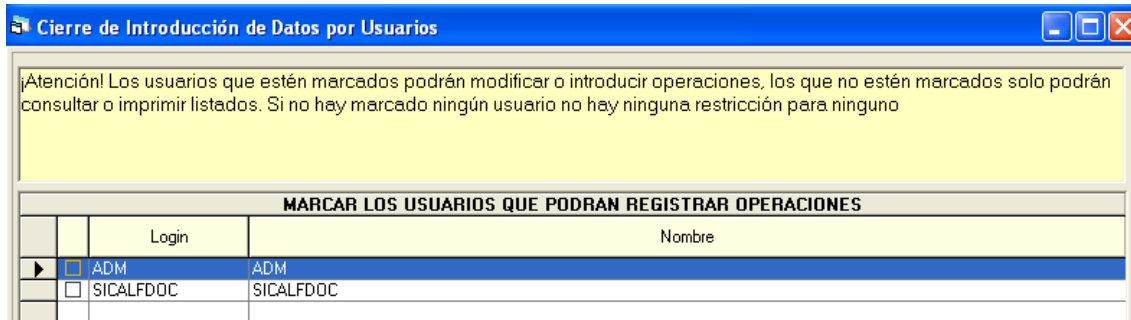 Cierre de Introducción de Datos por Usuarios
¡Atención! Los usuarios que estén marcados podrán modificar o introducir operaciones, los que no estén marcados solo podrán
consultar o imprimir listados. Si no hay marcado ningún usuario no hay ninguna restricción para ninguno
MARCAR LOS USUARIOS QUE PODRAN REGISTRAR OPERACIONES
Login Nombre
ADM ADM
SICALFDOC SICALFDOC